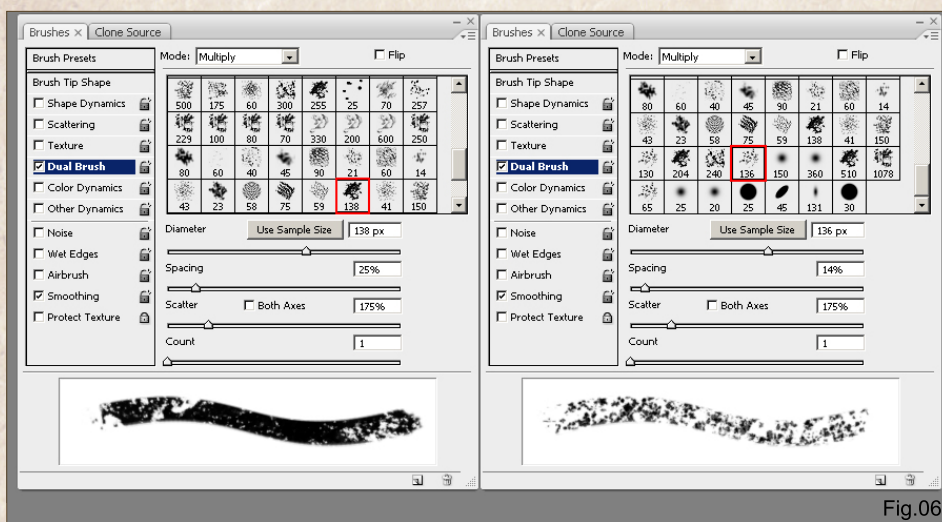 Brushes × Clone Source
Brush Presets
Mode: Multiply
Flip
Brush Tip Shape
Shape Dynamics
Scattering
Texture
Dual Brush
Color Dynamics
Other Dynamics
Noise
Wet Edges
Airbrush
Smoothing
Protect Texture
500 175 60 300 255 25 70 257
229 100 80 70 330 200 600 250
80 60 40 45 90 21 60 14
43 23 58 75 59 138 41 150
Diameter Use Sample Size 138 px
Spacing 25%
Scatter Both Axes 175%
Count 1
Brushes × Clone Source
Brush Presets
Mode: Multiply
Flip
Brush Tip Shape
Shape Dynamics
Scattering
Texture
Dual Brush
Color Dynamics
Other Dynamics
Noise
Wet Edges
Airbrush
Smoothing
Protect Texture
80 60 40 45 90 21 60 14
43 23 58 75 59 138 41 150
130 204 240 136 150 360 510 1078
65 25 20 25 45 131 30
Diameter Use Sample Size 136 px
Spacing 14%
Scatter Both Axes 175%
Count 1
Fig.06